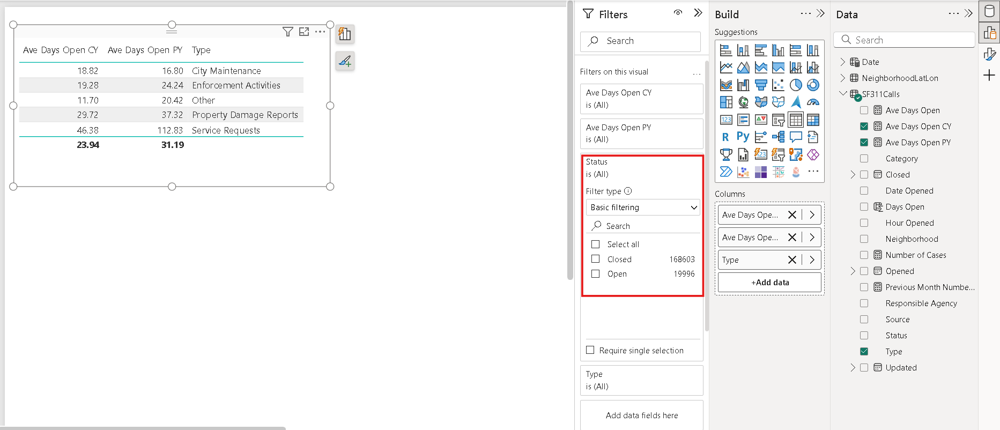 Ave Days Open CY Ave Days Open PY Type
18.82 16.80 City Maintenance
19.28 24.24 Enforcement Activities
11.70 20.42 Other
29.72 37.32 Property Damage Reports
46.38 112.83 Service Requests
23.94 31.19
Filters
Search
Filters on this visual
...
Ave Days Open CY
is (All)
Ave Days Open PY
is (All)
Status
is (All)
Filter type
Basic filtering
Search
Select all
Closed 168603
Open 19996
Require single selection
Type
is (All)
Add data fields here
Build
Suggestions
123
R Py
123
Columns
Ave Days Ope...
Ave Days Ope...
Type
+Add data
Data
Search
Date
NeighborhoodLatLon
SF311Calls
Ave Days Open
Ave Days Open CY
Ave Days Open PY
Category
Closed
Date Opened
Days Open
Hour Opened
Neighborhood
Number of Cases
Opened
Previous Month Numbe...
Responsible Agency
Source
Status
Type
Updated